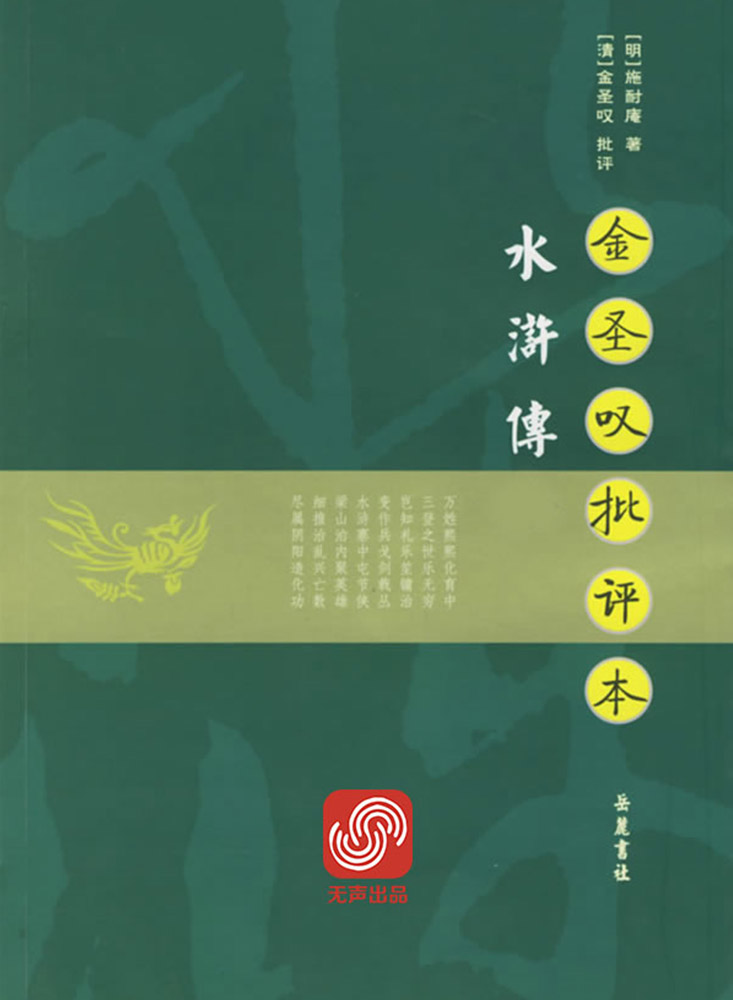 [明]施耐庵 著
[清]金圣叹 批评
金圣叹批评本
水滸傳
万姓熙熙化育中
三登之世乐无穷
岂知礼乐笙镛治
变作兵戈剑戟丛
水浒寨中屯节侠
梁山泊内聚英雄
细推治乱兴亡数
尽属阴阳造化功
岳麓书社
无声出品